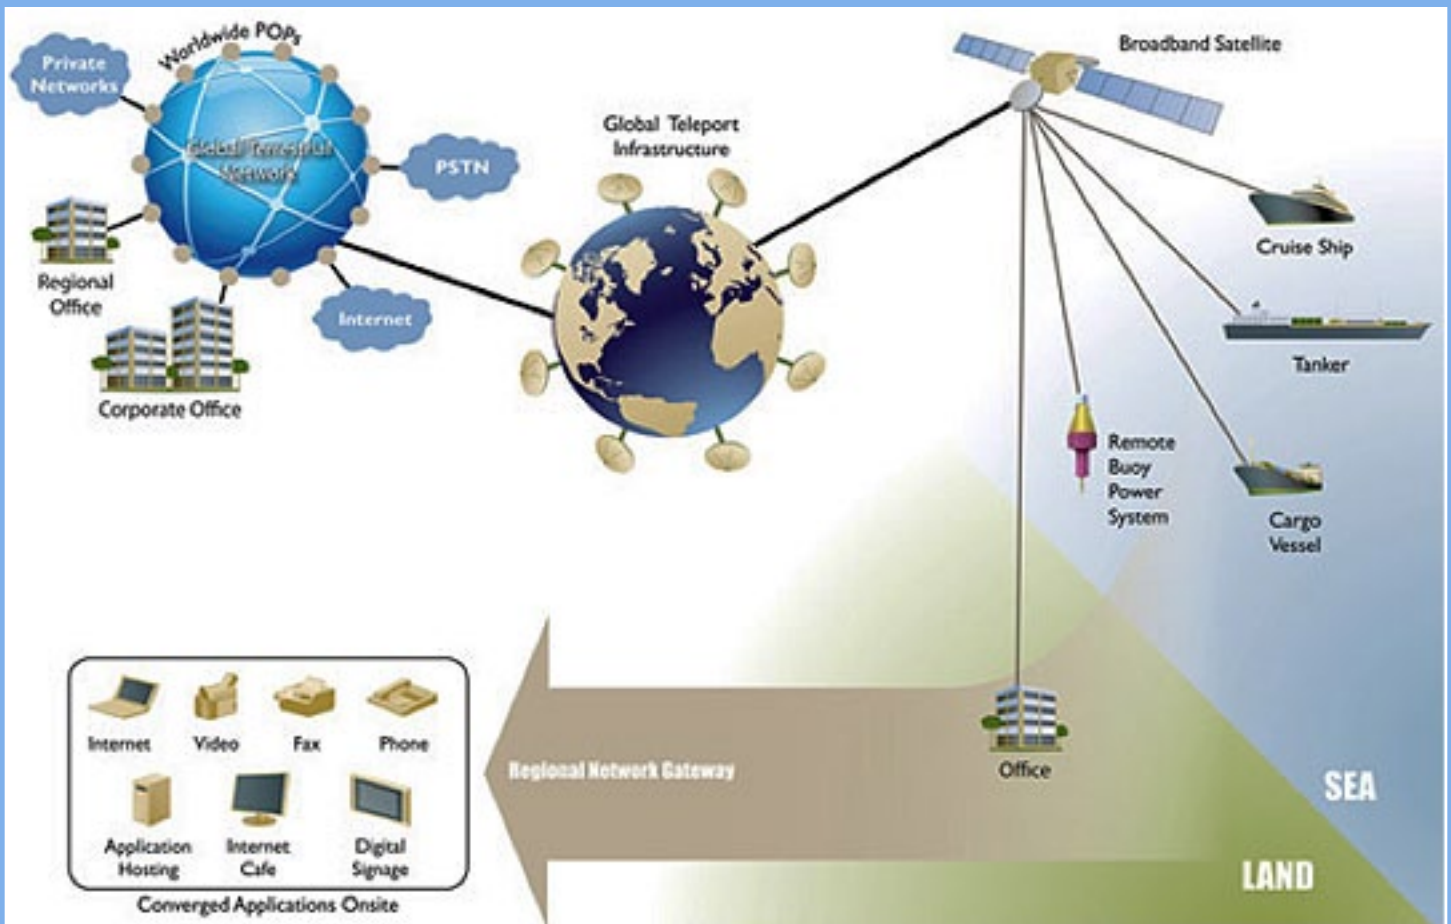 Worldwide POPs
Private
Networks
Global Terrestrial
Network
PSTN
Regional
Office
Internet
Corporate Office
Global Teleport
Infrastructure
Broadband Satellite
Cruise Ship
Tanker
Remote
Buoy
Power
System
Cargo
Vessel
Office
SEA
LAND
Regional Network Gateway
Internet
Video
Fax
Phone
Application
Hosting
Internet
Cafe
Digital
Signage
Converged Applications Onsite